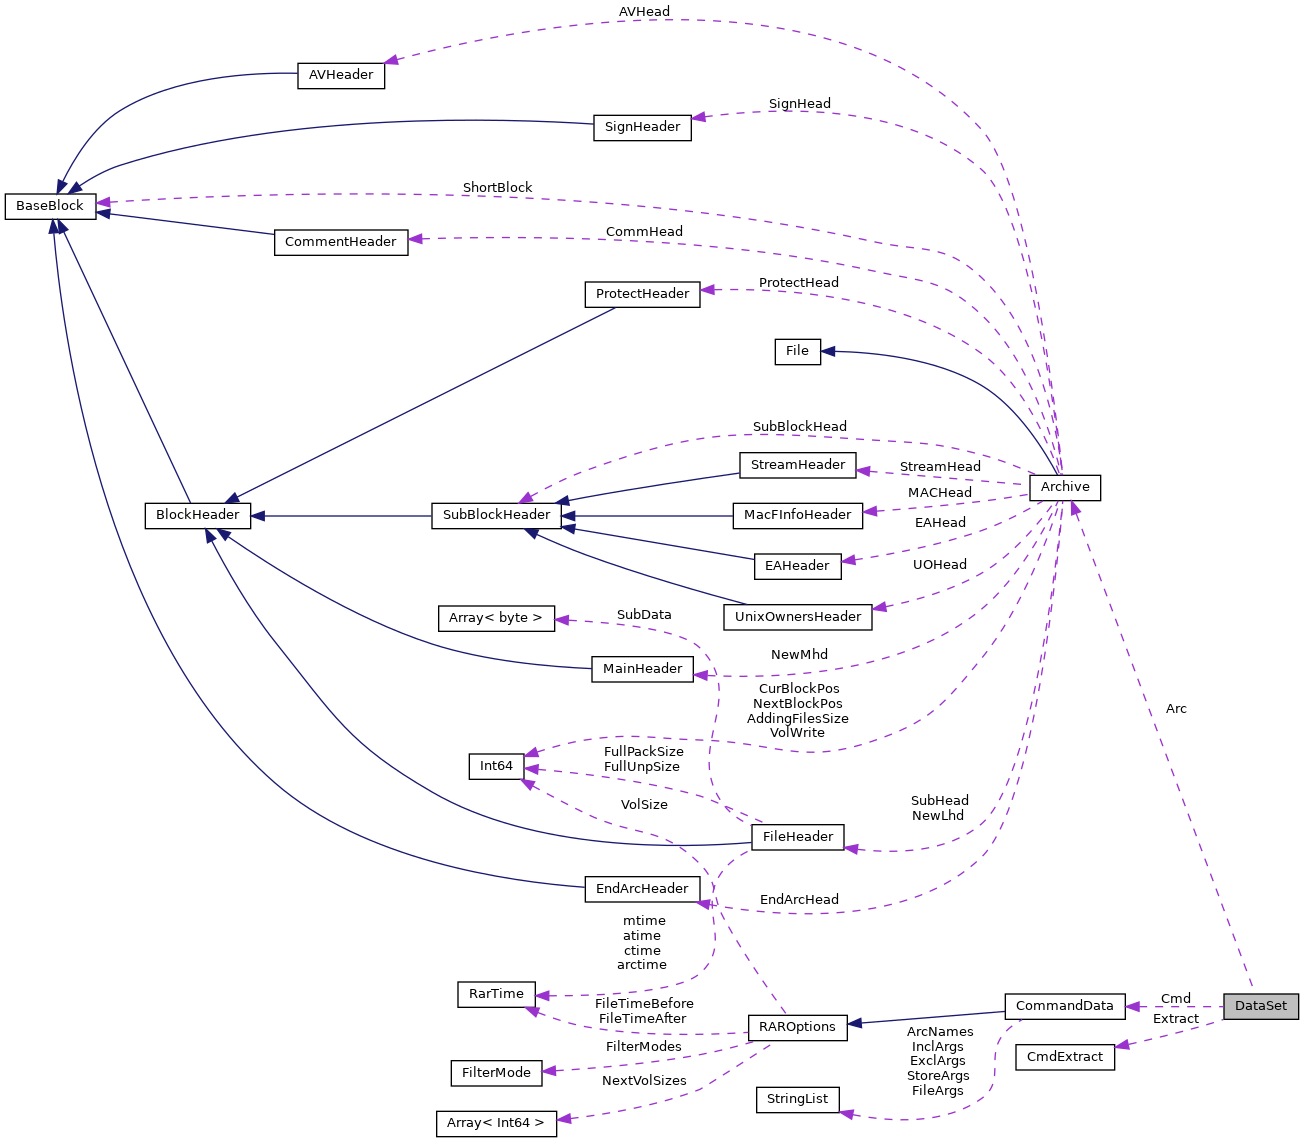 AVHead
AVHeader
SignHead
SignHeader
ShortBlock
BaseBlock
CommHead
CommentHeader
ProtectHead
ProtectHeader
File
SubBlockHead
StreamHeader
StreamHead
Archive
MACHead
BlockHeader
SubBlockHeader
MacFInfoHeader
EAHead
EAHeader
UOHead
Array< byte >
SubData
UnixOwnersHeader
NewMhd
MainHeader
CurBlockPos
NextBlockPos
AddingFilesSize
VolWrite
Arc
FullPackSize
FullUnpSize
Int64
VolSize
SubHead
NewLhd
FileHeader
EndArcHeader
EndArcHead
mtime
atime
ctime
arctime
RarTime
FileTimeBefore
FileTimeAfter
RAROptions
CommandData
Cmd
DataSet
Extract
CmdExtract
ArcNames
InclArgs
ExclArgs
StoreArgs
FileArgs
FilterModes
FilterMode
NextVolSizes
StringList
Array< Int64 >